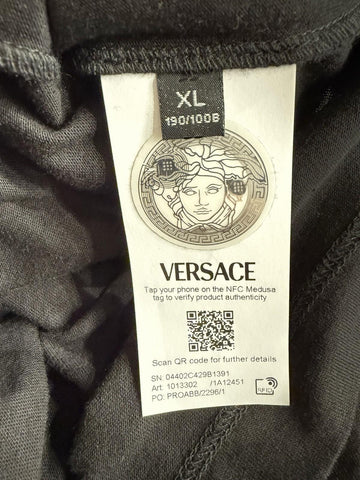 XL
190/100B
VERSACE
Tap your phone on the NFC Medusa
tag to verify product authenticity
Scan QR code for further details
SN: 04402C429B1391
Art. 1013302 /1A12451
PO: PROABB/2296/1
RFID